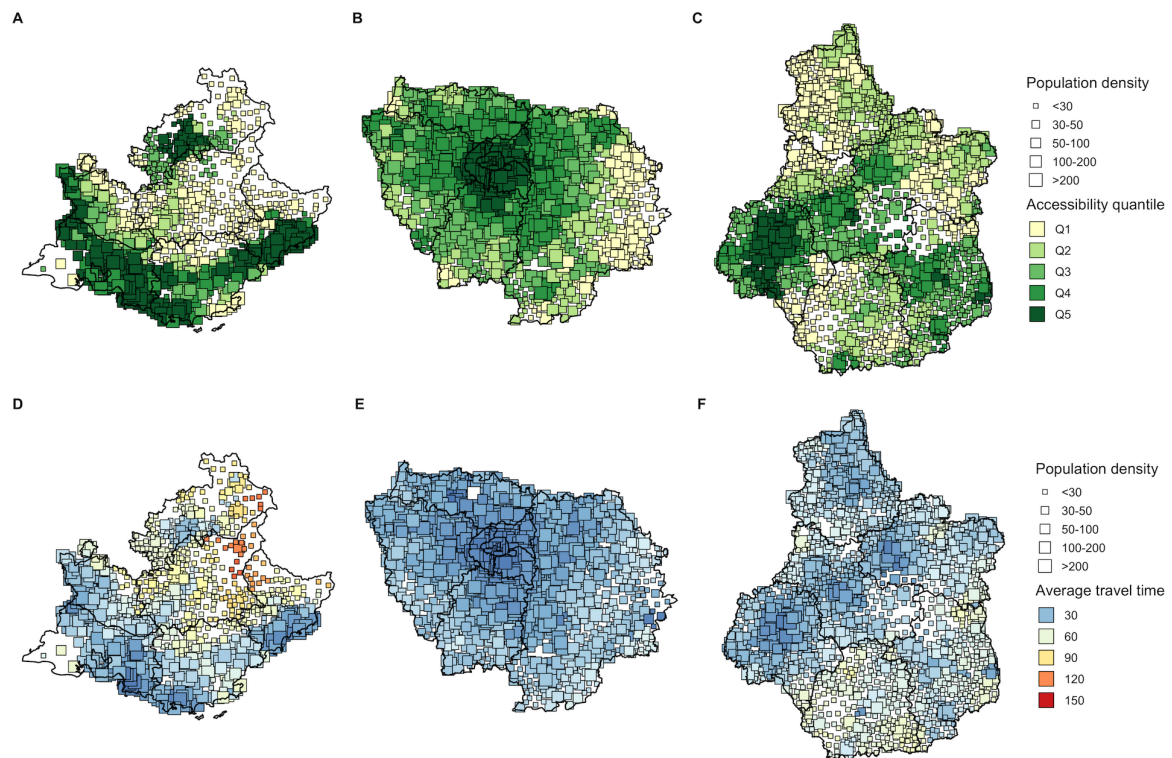 A
B
C
Population density
<30
30-50
50-100
100-200
>200
Accessibility quantile
Q1
Q2
Q3
Q4
Q5
D
E
F
Population density
<30
30-50
50-100
100-200
>200
Average travel time
30
60
90
120
150